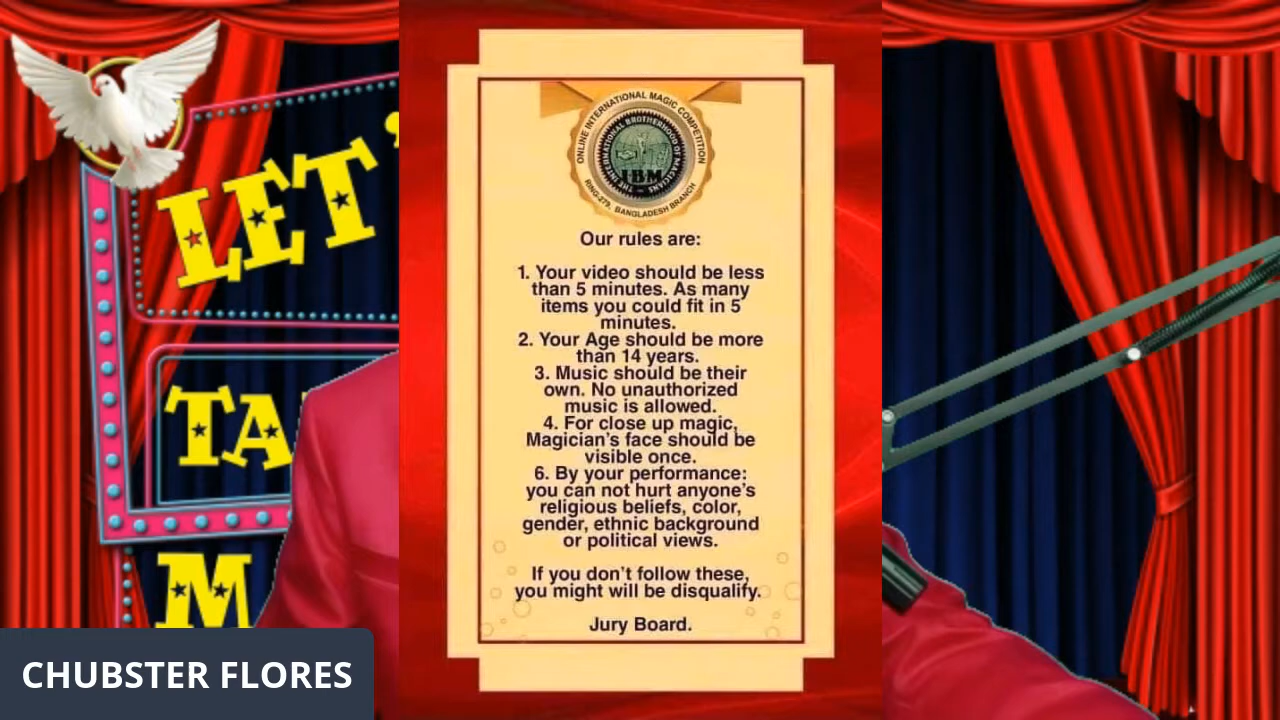 LET'
TA
M
ONLINE INTERNATIONAL MAGIC COMPETITION
THE INTERNATIONAL BROTHERHOOD OF MAGICIANS
IBM
RING-279, BANGLADESH BRANCH
Our rules are:
1. Your video should be less
than 5 minutes. As many
items you could fit in 5
minutes.
2. Your Age should be more
than 14 years.
3. Music should be their
own. No unauthorized
music is allowed.
4. For close up magic,
Magician's face should be
visible once.
6. By your performance:
you can not hurt anyone's
religious beliefs, color,
gender, ethnic background
or political views.
If you don't follow these,
you might will be disqualify.
Jury Board.
CHUBSTER FLORES